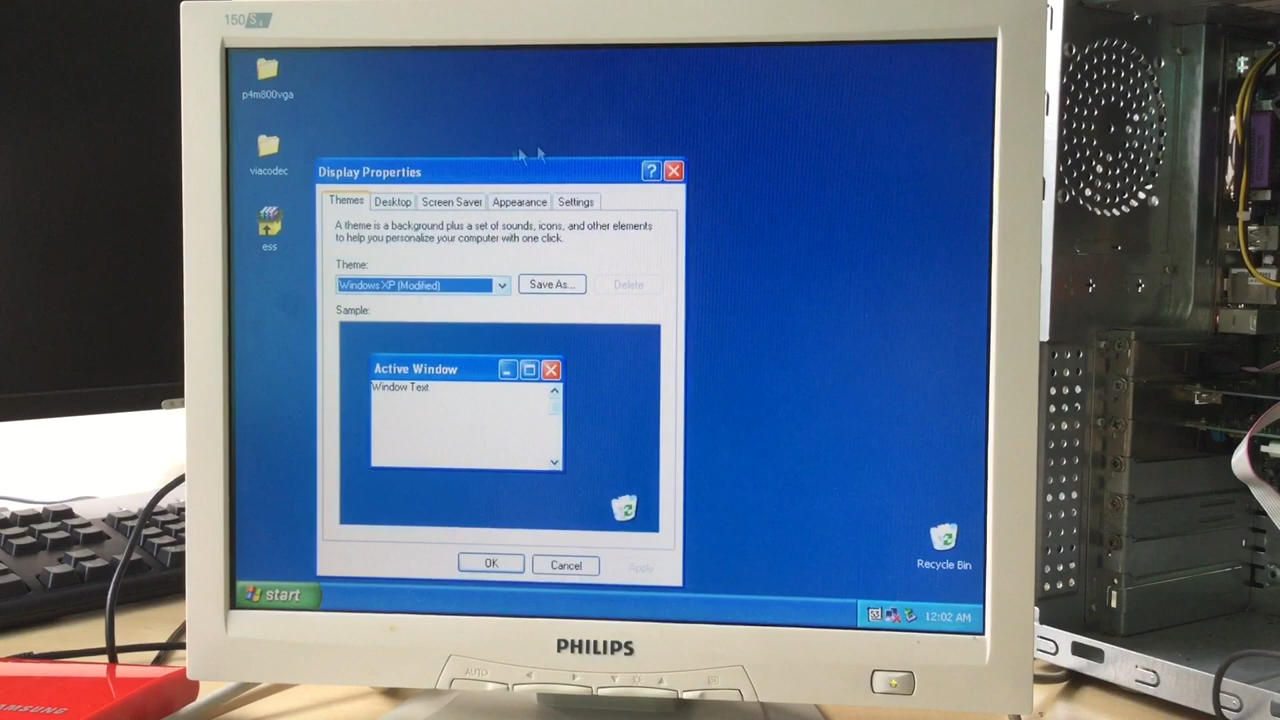 150S
p4m800vga
viacodec
ess
Display Properties
?
Themes Desktop Screen Saver Appearance Settings
A theme is a background plus a set of sounds, icons, and other elements
to help you personalize your computer with one click.
Theme:
Windows XP (Modified) Save As... Delete
Sample:
Active Window
Window Text
OK Cancel Apply
Recycle Bin
start
12:02 AM
PHILIPS
AUTO
SAMSUNG